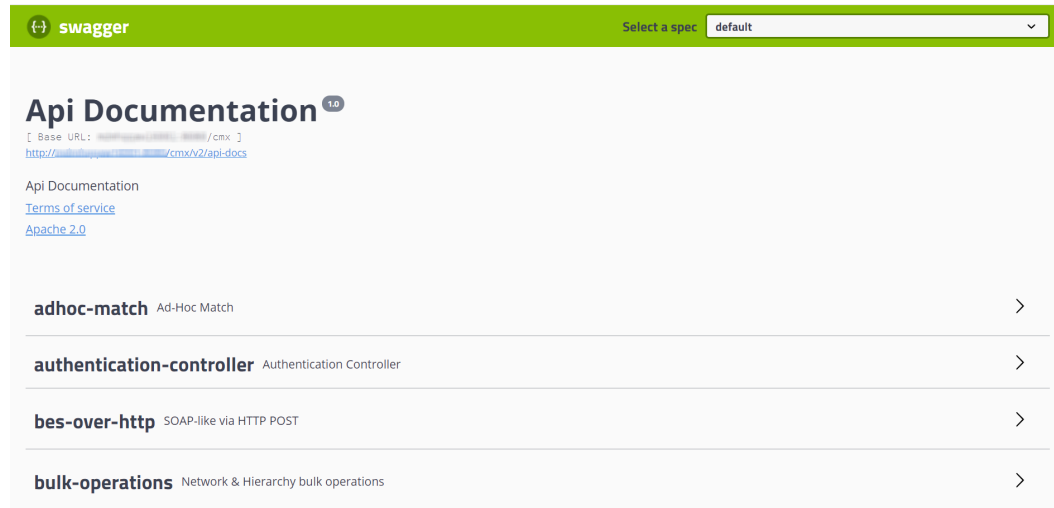 swagger
Select a spec default
Api Documentation 1.0
[ Base URL: /cmx ]
http:///cmx/v2/api-docs
Api Documentation
Terms of service
Apache 2.0
adhoc-match Ad-Hoc Match
authentication-controller Authentication Controller
bes-over-http SOAP-like via HTTP POST
bulk-operations Network & Hierarchy bulk operations